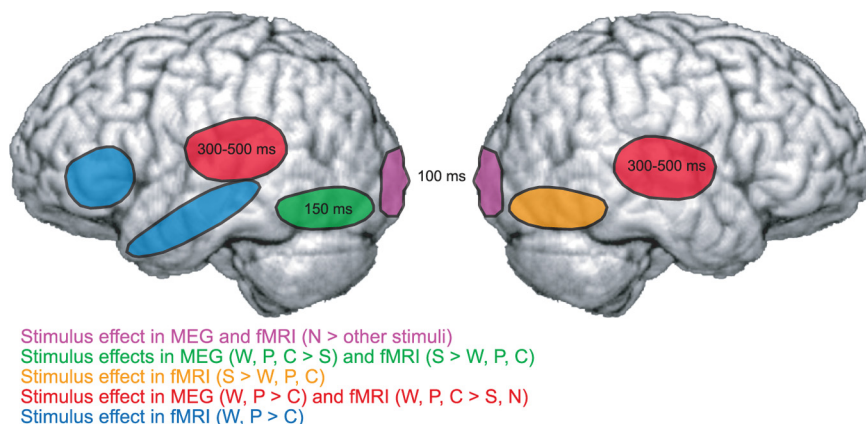 300-500 ms
100 ms
300-500 ms
150 ms
Stimulus effect in MEG and fMRI (N > other stimuli)
Stimulus effects in MEG (W, P, C > S) and fMRI (S > W, P, C)
Stimulus effect in fMRI (S > W, P, C)
Stimulus effect in MEG (W, P > C) and fMRI (W, P, C > S, N)
Stimulus effect in fMRI (W, P > C)